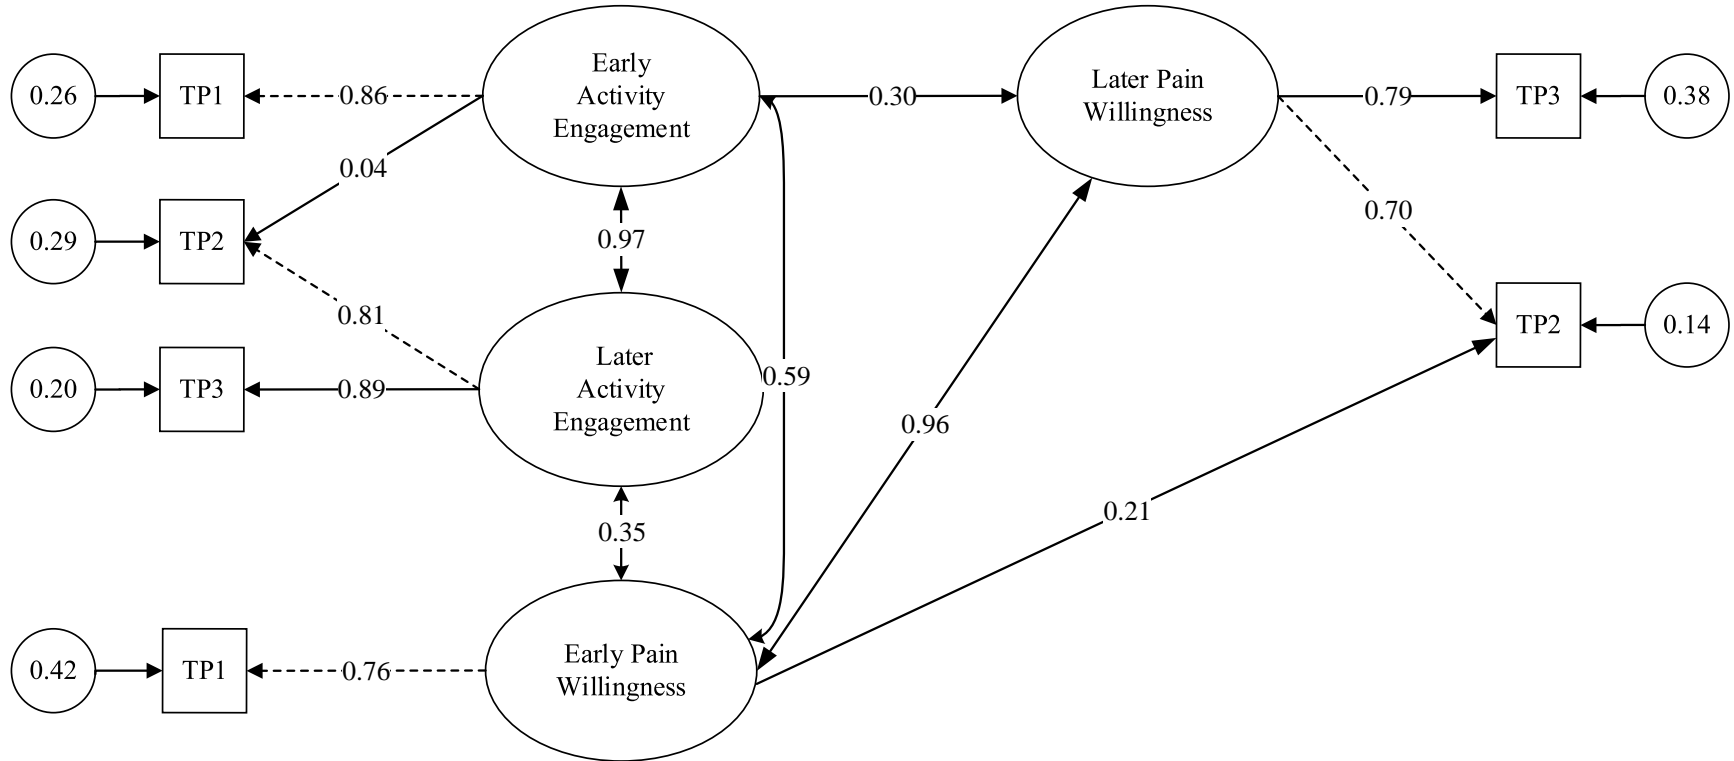 0.26
TP1
0.86
Early
Activity
Engagement
0.30
Later Pain
Willingness
0.79
TP3
0.38
0.04
0.70
0.29
TP2
0.97
0.81
TP2
0.14
0.20
TP3
0.89
Later
Activity
Engagement
0.59
0.96
0.35
0.21
0.42
TP1
0.76
Early Pain
Willingness